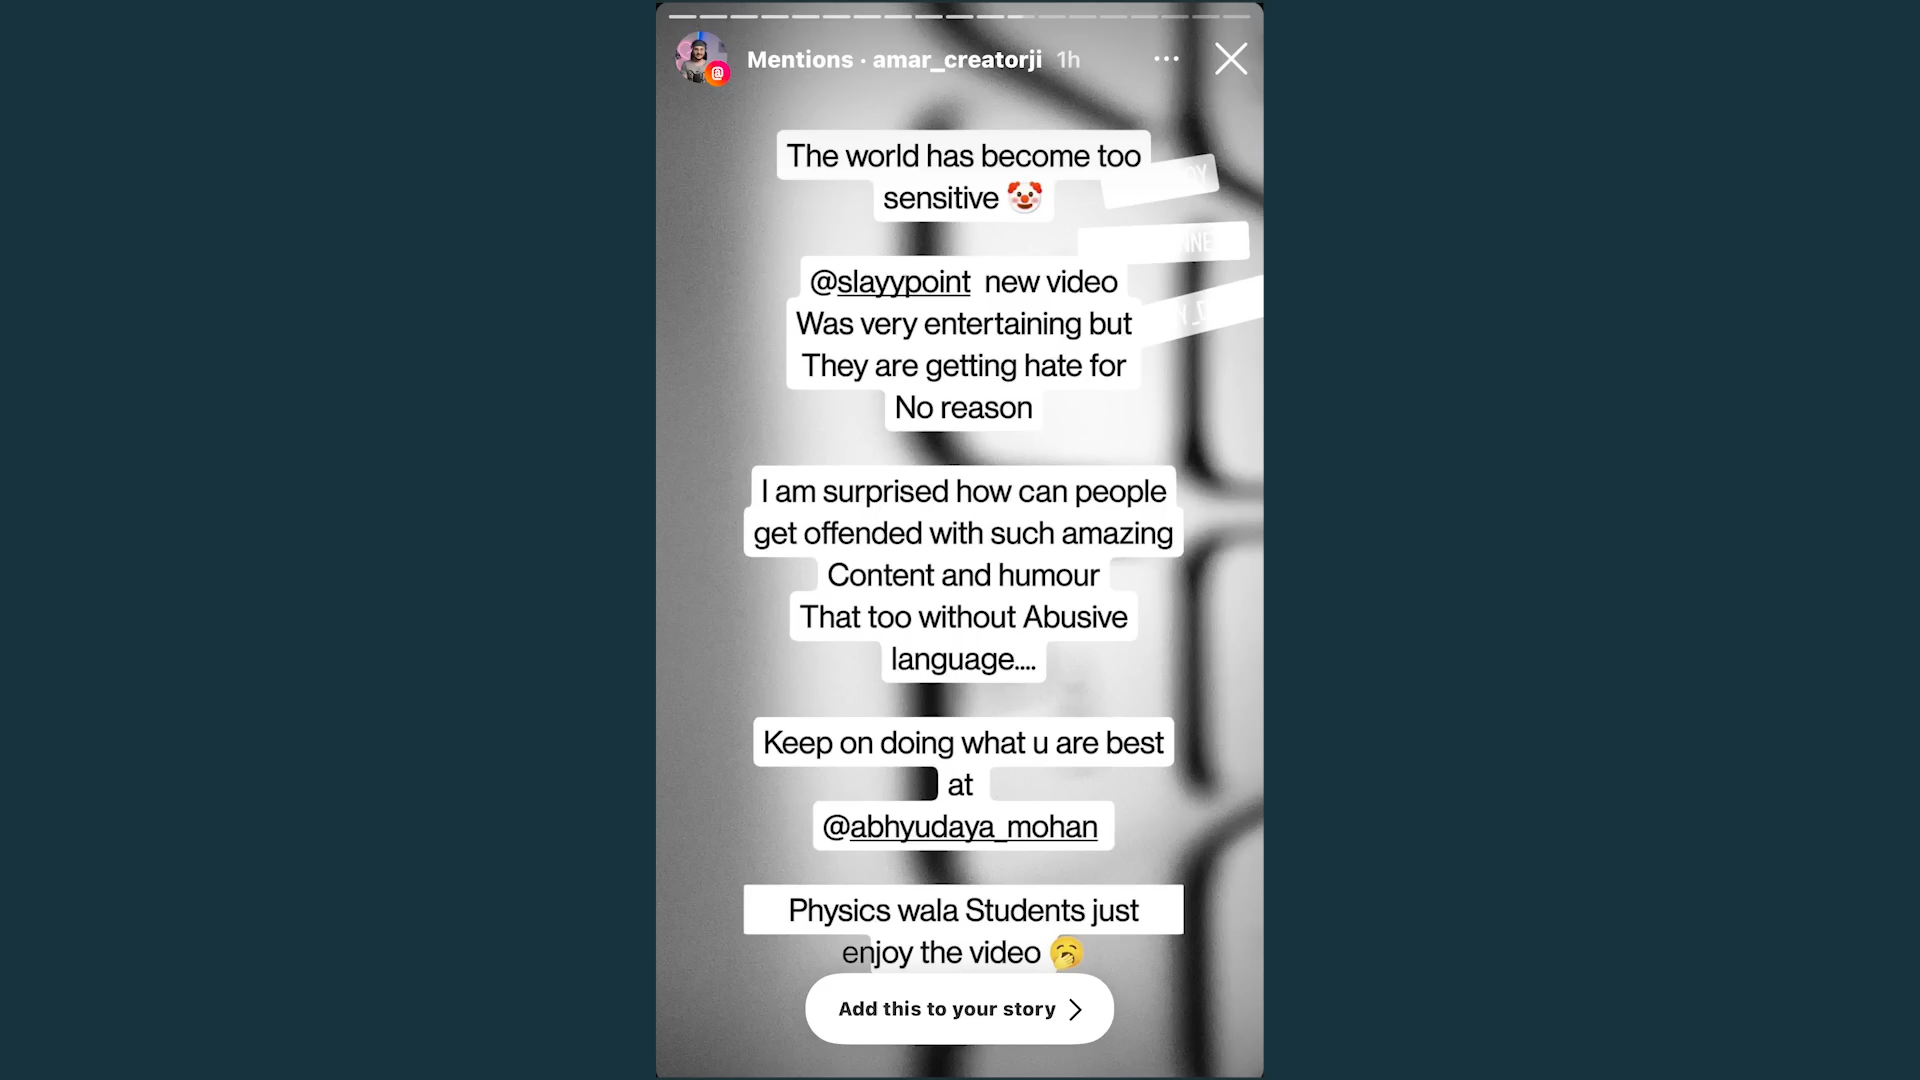 Mentions · amar_creatorji 1h
The world has become too
sensitive 🤡
@slayypoint new video
Was very entertaining but
They are getting hate for
No reason
I am surprised how can people
get offended with such amazing
Content and humour
That too without Abusive
language....
Keep on doing what u are best
at
@abhyudaya_mohan
Physics wala Students just
enjoy the video 🥱
Add this to your story